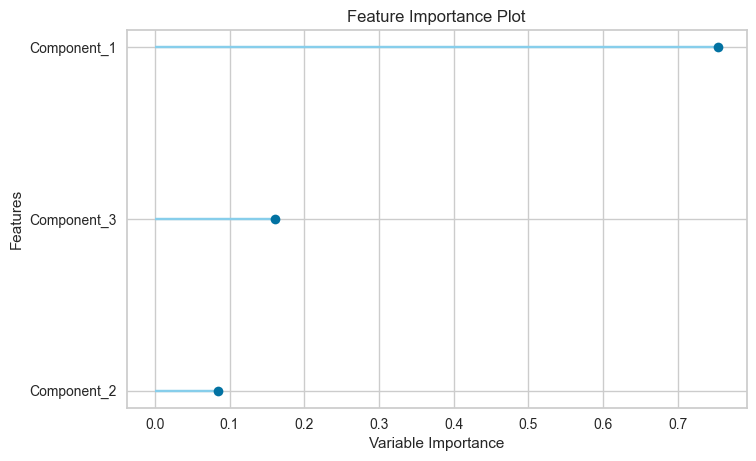 Feature Importance Plot
Component_1
Component_3
Component_2
Features
0.0 0.1 0.2 0.3 0.4 0.5 0.6 0.7
Variable Importance